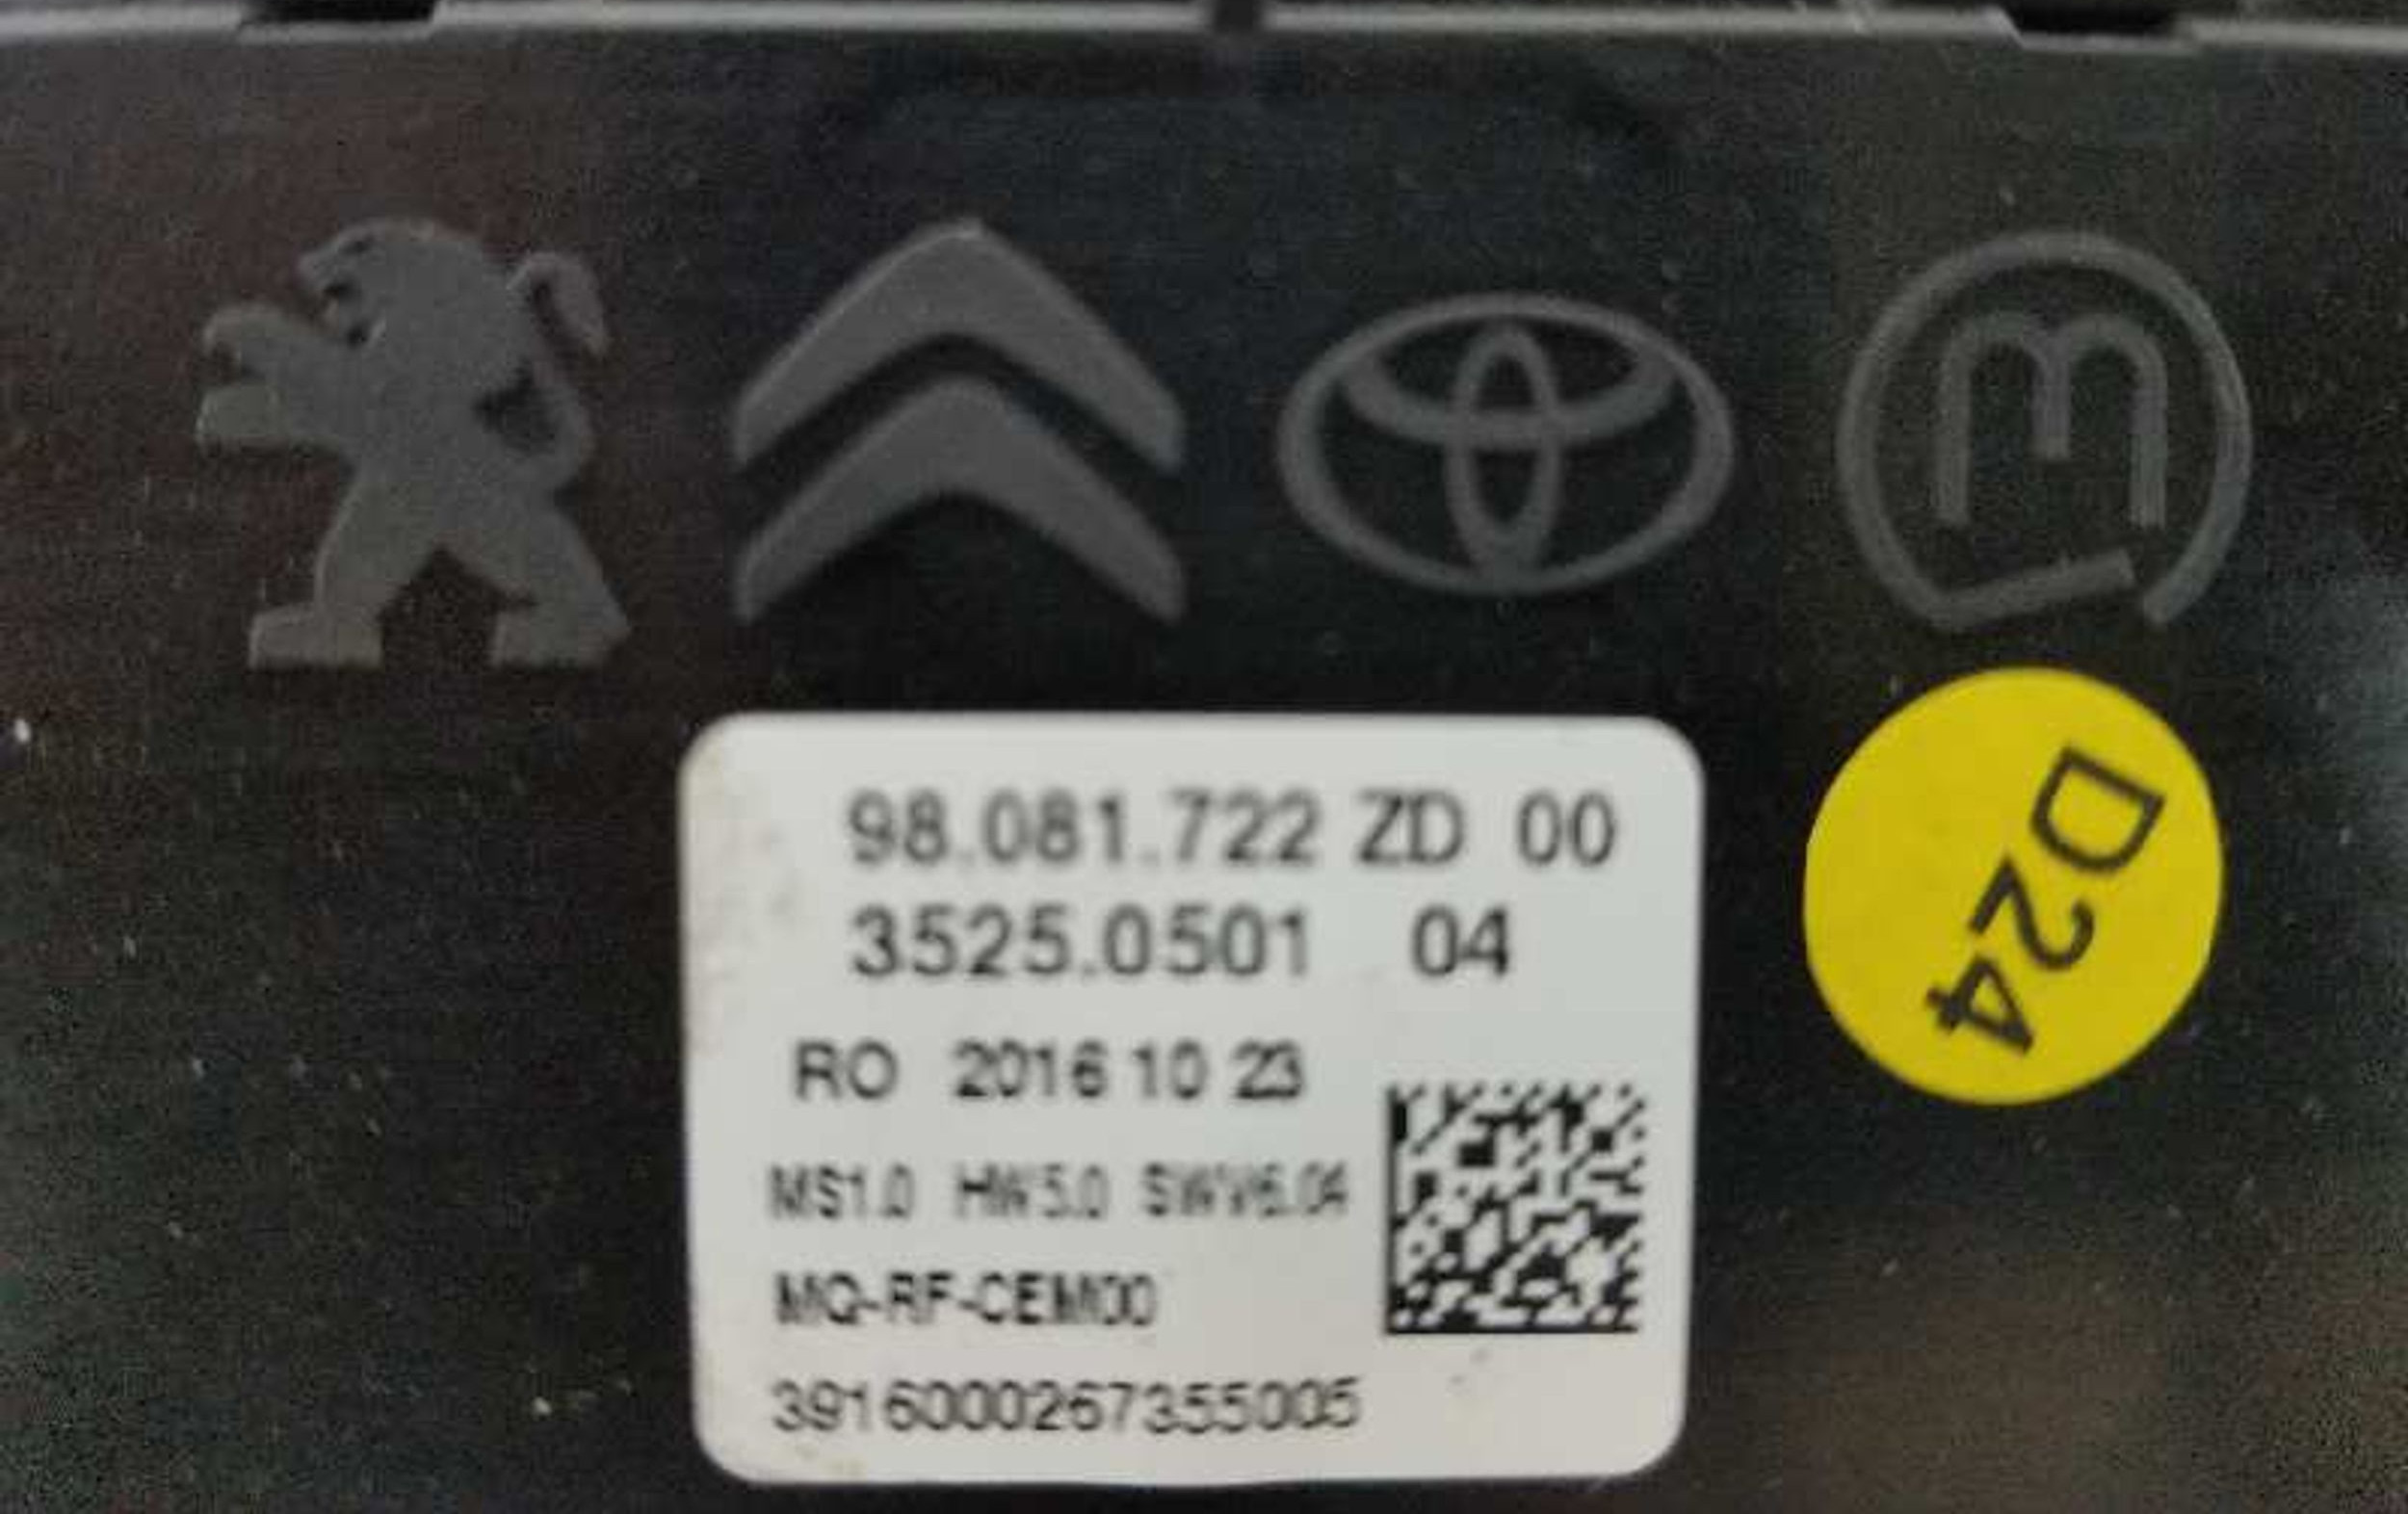 98.081.722 ZD 00
3525.0501 04
D24
RO 2016 10 23
MS1.0 HW5.0 SWV6.04
MQ-RF-CEM00
3916000267355005